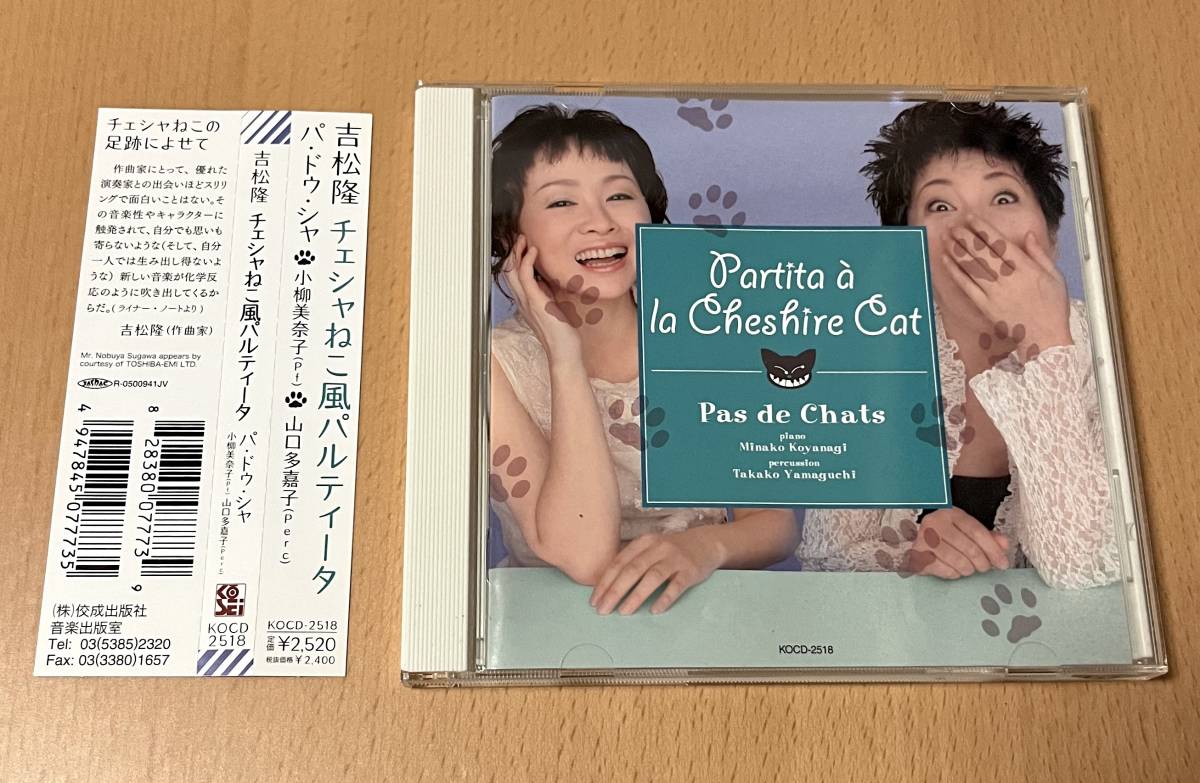 チェシャねこの
足跡によせて
作曲家にとって、優れた
演奏家との出会いほどスリリ
ングで面白いことはない。そ
の音楽性やキャラクターに
触発されて、自分でも思いも
寄らないような(そして、自分
一人では生み出し得ないよ
うな) 新しい音楽が化学反
応のように吹き出してくるか
らだ。(ライナー・ノートより)
吉松隆(作曲家)
Mr. Nobuya Sugawa appears by
courtesy of TOSHIBA-EMI LTD.
R-0500941JV
4 947845 077735
8 28380 07773 9
(株)佼成出版社
音楽出版室
Tel: 03(5385)2320
Fax: 03(3380)1657
吉松隆 チェシャねこ風パルティータ
パ・ドゥ・シャ
小柳美奈子(Pf) 山口多嘉子(Perc)
KOSEi
KOCD
2518
吉松隆 チェシャねこ風パルティータ
パ・ドゥ・シャ 小柳美奈子(Pf) 山口多嘉子(Perc)
KOCD-2518
定価 ¥2,520
税抜価格 ¥2,400
Partita à
la Cheshire Cat
Pas de Chats
piano
Minako Koyanagi
percussion
Takako Yamaguchi
KOCD-2518